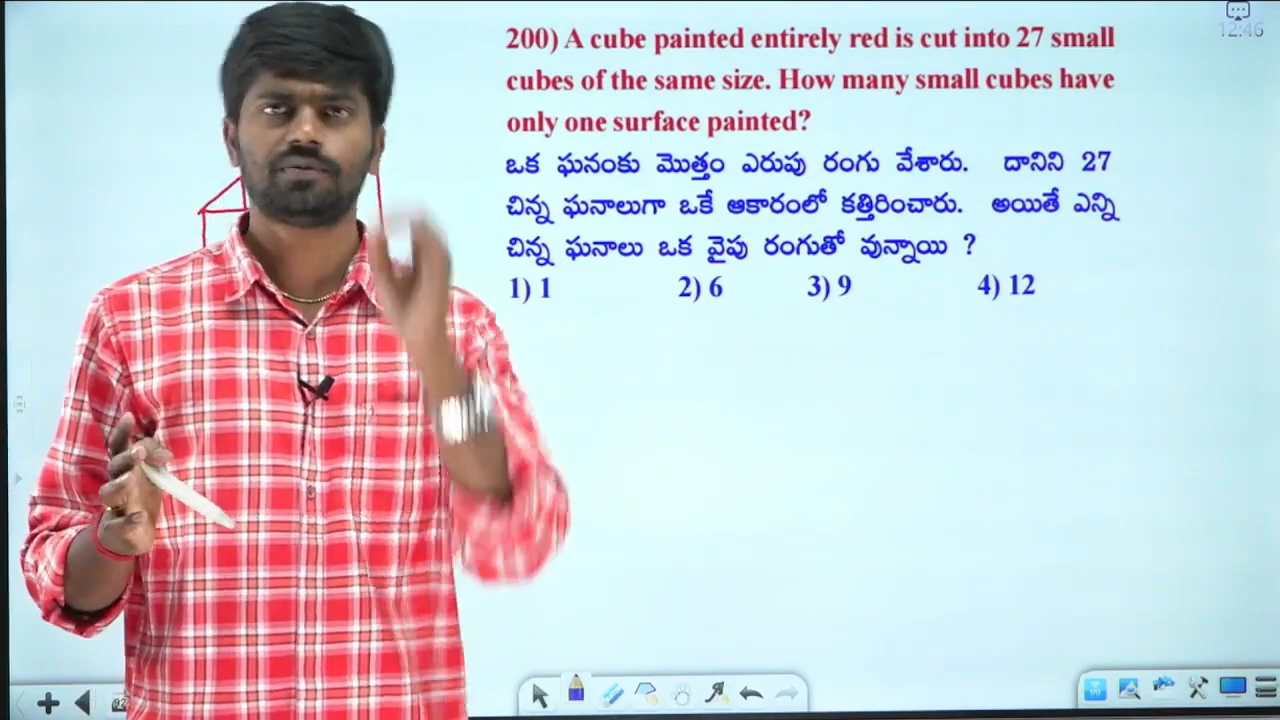 12:46
200) A cube painted entirely red is cut into 27 small
cubes of the same size. How many small cubes have
only one surface painted?
ఒక ఘనంకు మొత్తం ఎరుపు రంగు వేశారు. దానిని 27
చిన్న ఘనాలుగా ఒకే ఆకారంలో కత్తిరించారు. అయితే ఎన్ని
చిన్న ఘనాలు ఒక వైపు రంగుతో వున్నాయి ?
1) 1 2) 6 3) 9 4) 12